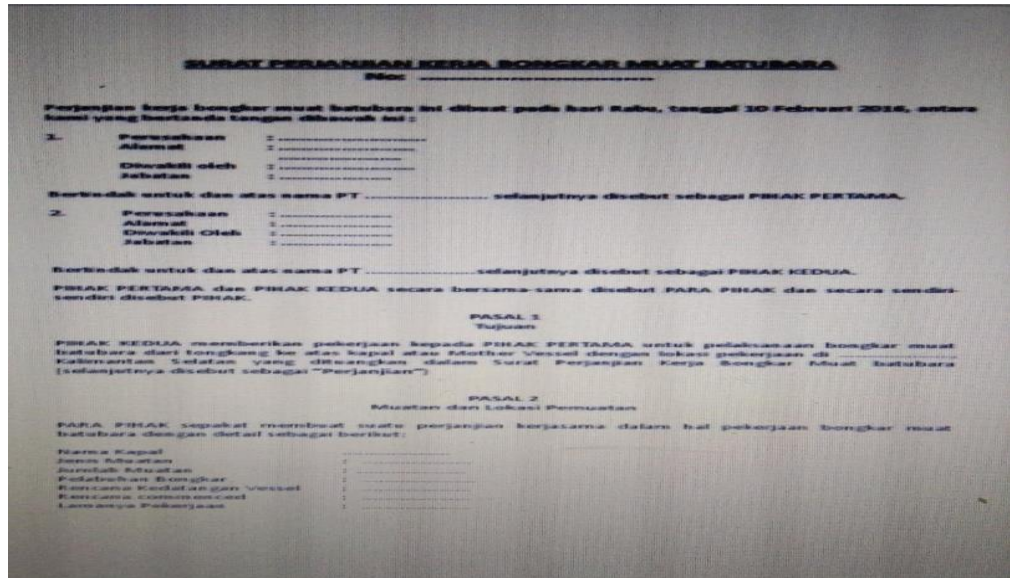 SURAT PERJANJIAN KERJA BONGKAR MUAT BATUBARA
No: ..............................
Perjanjian kerja bongkar muat batubara ini dibuat pada hari Rabu, tanggal 10 Februari 2016, antara
kami yang bertanda tangan dibawah ini :
1. Perusahaan : ..............................
Alamat : ..............................
..............................
Diwakili oleh : ..............................
Jabatan : ..............................
Bertindak untuk dan atas nama PT .............................. selanjutnya disebut sebagai PIHAK PERTAMA.
2. Perusahaan : ..............................
Alamat : ..............................
Diwakili Oleh : ..............................
Jabatan : ..............................
Bertindak untuk dan atas nama PT .............................. selanjutnya disebut sebagai PIHAK KEDUA.
PIHAK PERTAMA dan PIHAK KEDUA secara bersama-sama disebut PARA PIHAK dan secara sendiri-
sendiri disebut PIHAK.
PASAL 1
Tujuan
PIHAK KEDUA memberikan pekerjaan kepada PIHAK PERTAMA untuk pelaksanaan bongkar muat
batubara dari tongkang ke atas kapal atau Mother Vessel dengan lokasi pekerjaan di ..............................
Kalimantan Selatan yang dituangkan dalam Surat Perjanjian Kerja Bongkar Muat batubara
(selanjutnya disebut sebagai "Perjanjian")
PASAL 2
Muatan dan Lokasi Pemuatan
PARA PIHAK sepakat membuat suatu perjanjian kerjasama dalam hal pekerjaan bongkar muat
batubara dengan detail sebagai berikut:
Nama Kapal : ..............................
Jenis Muatan : ..............................
Jumlah Muatan : ..............................
Pelabuhan Bongkar : ..............................
Rencana Kedatangan Vessel : ..............................
Rencana commenced : ..............................
Lamanya Pekerjaan : ..............................